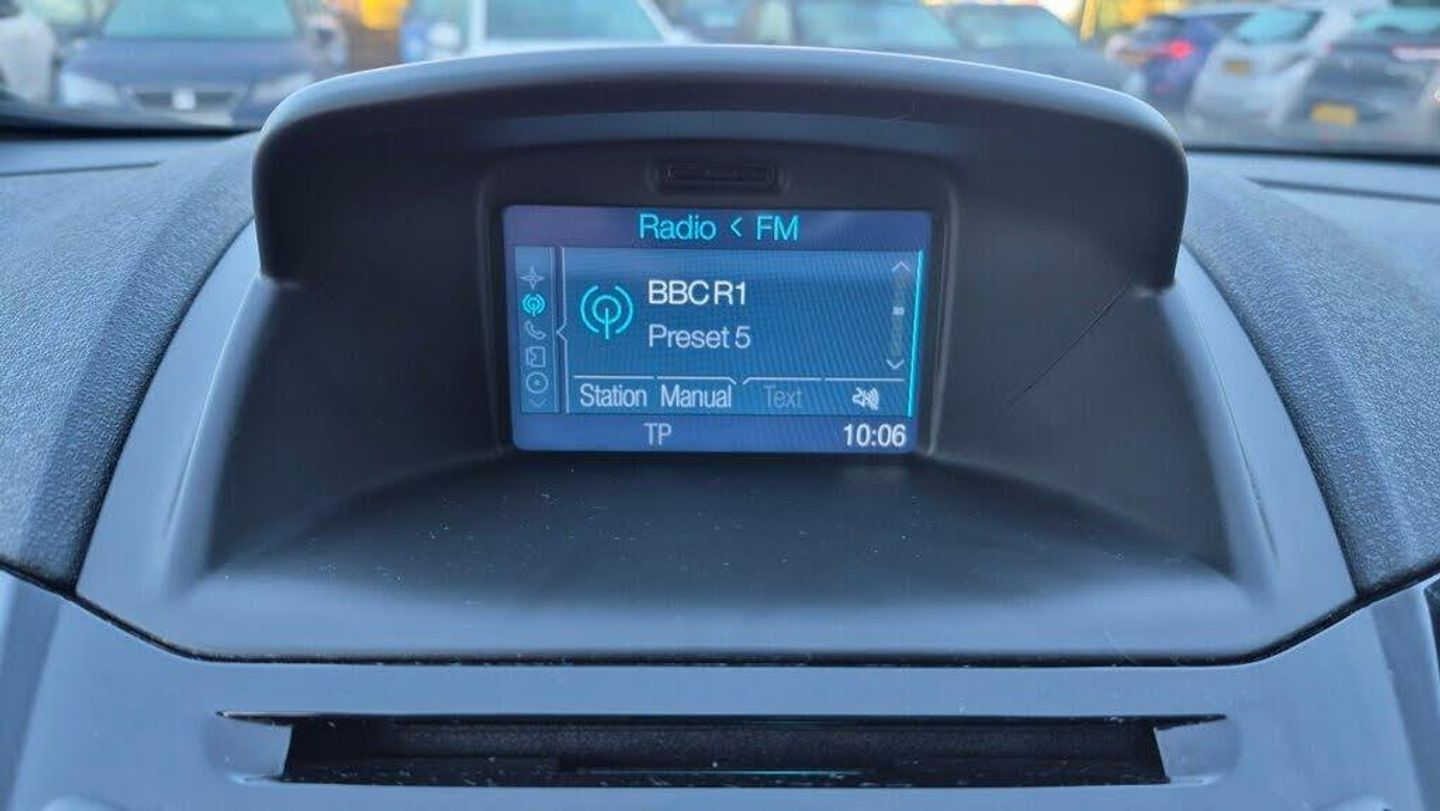 Radio < FM
BBC R1
Preset 5
Station Manual Text
TP 10:06